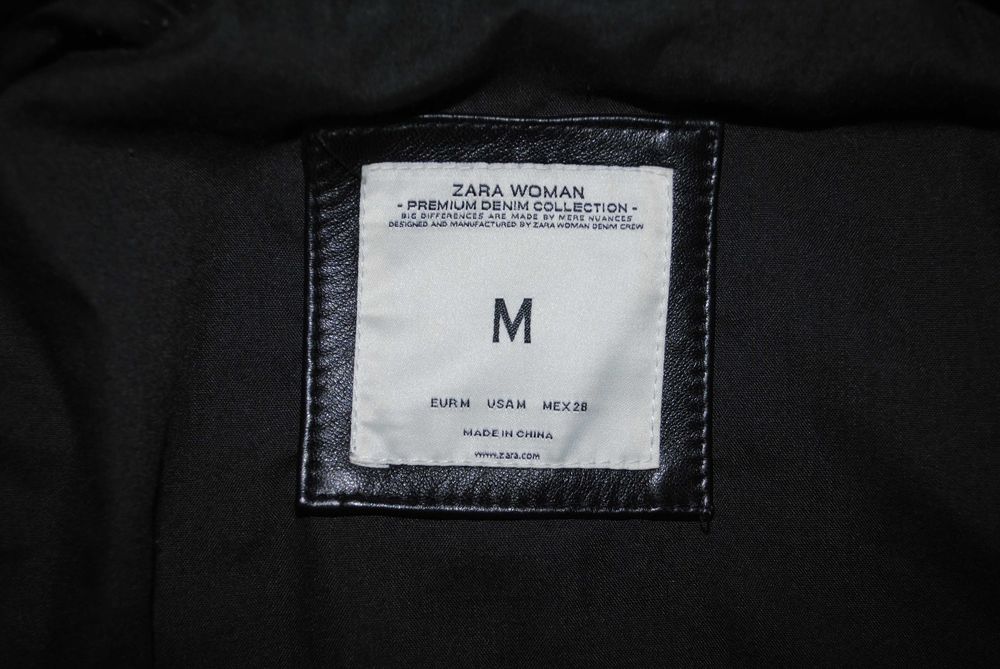 ZARA WOMAN
- PREMIUM DENIM COLLECTION -
BIG DIFFERENCES ARE MADE BY MERE NUANCES
DESIGNED AND MANUFACTURED BY ZARA WOMAN DENIM CREW
M
EUR M USA M MEX 28
MADE IN CHINA
www.zara.com